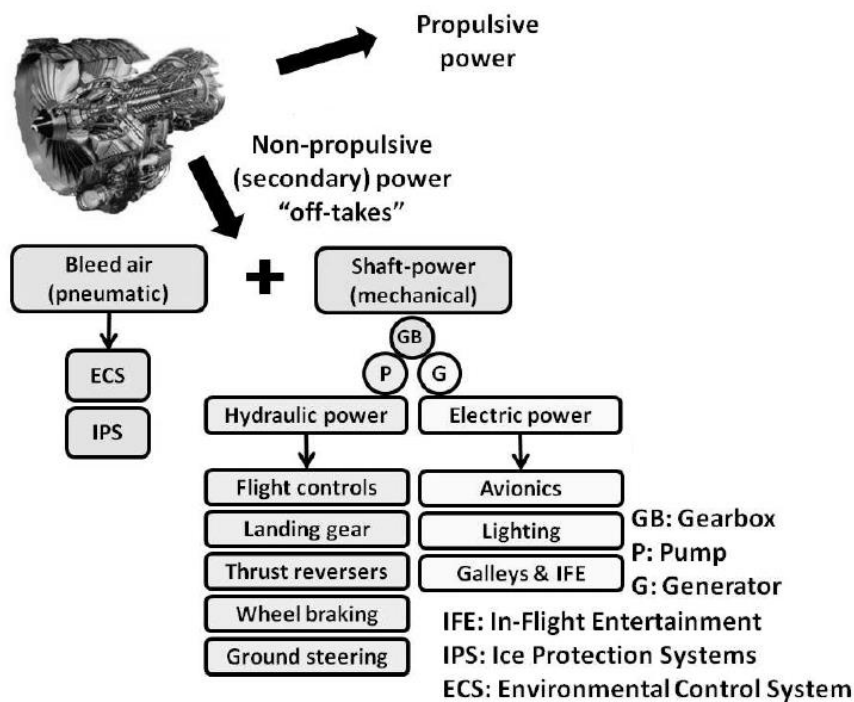 Propulsive
power
Non-propulsive
(secondary) power
“off-takes”
Bleed air
(pneumatic)
Shaft-power
(mechanical)
GB
P
G
ECS
IPS
Hydraulic power
Electric power
Flight controls
Landing gear
Thrust reversers
Wheel braking
Ground steering
Avionics
Lighting
Galleys & IFE
GB: Gearbox
P: Pump
G: Generator
IFE: In-Flight Entertainment
IPS: Ice Protection Systems
ECS: Environmental Control System